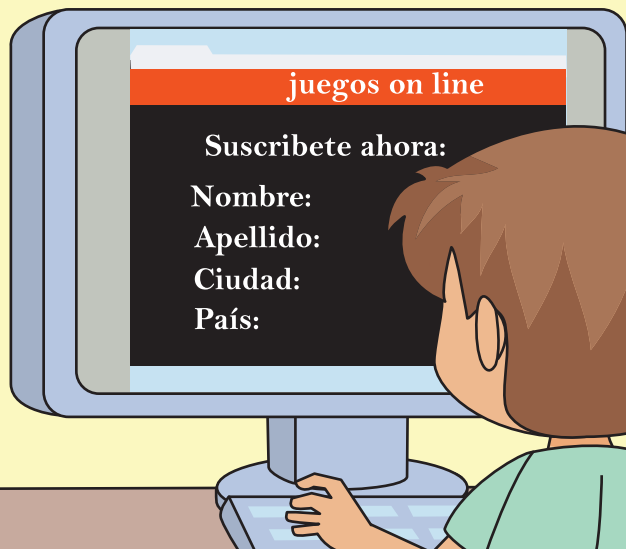 juegos on line
Suscribete ahora:
Nombre:
Apellido:
Ciudad:
País: